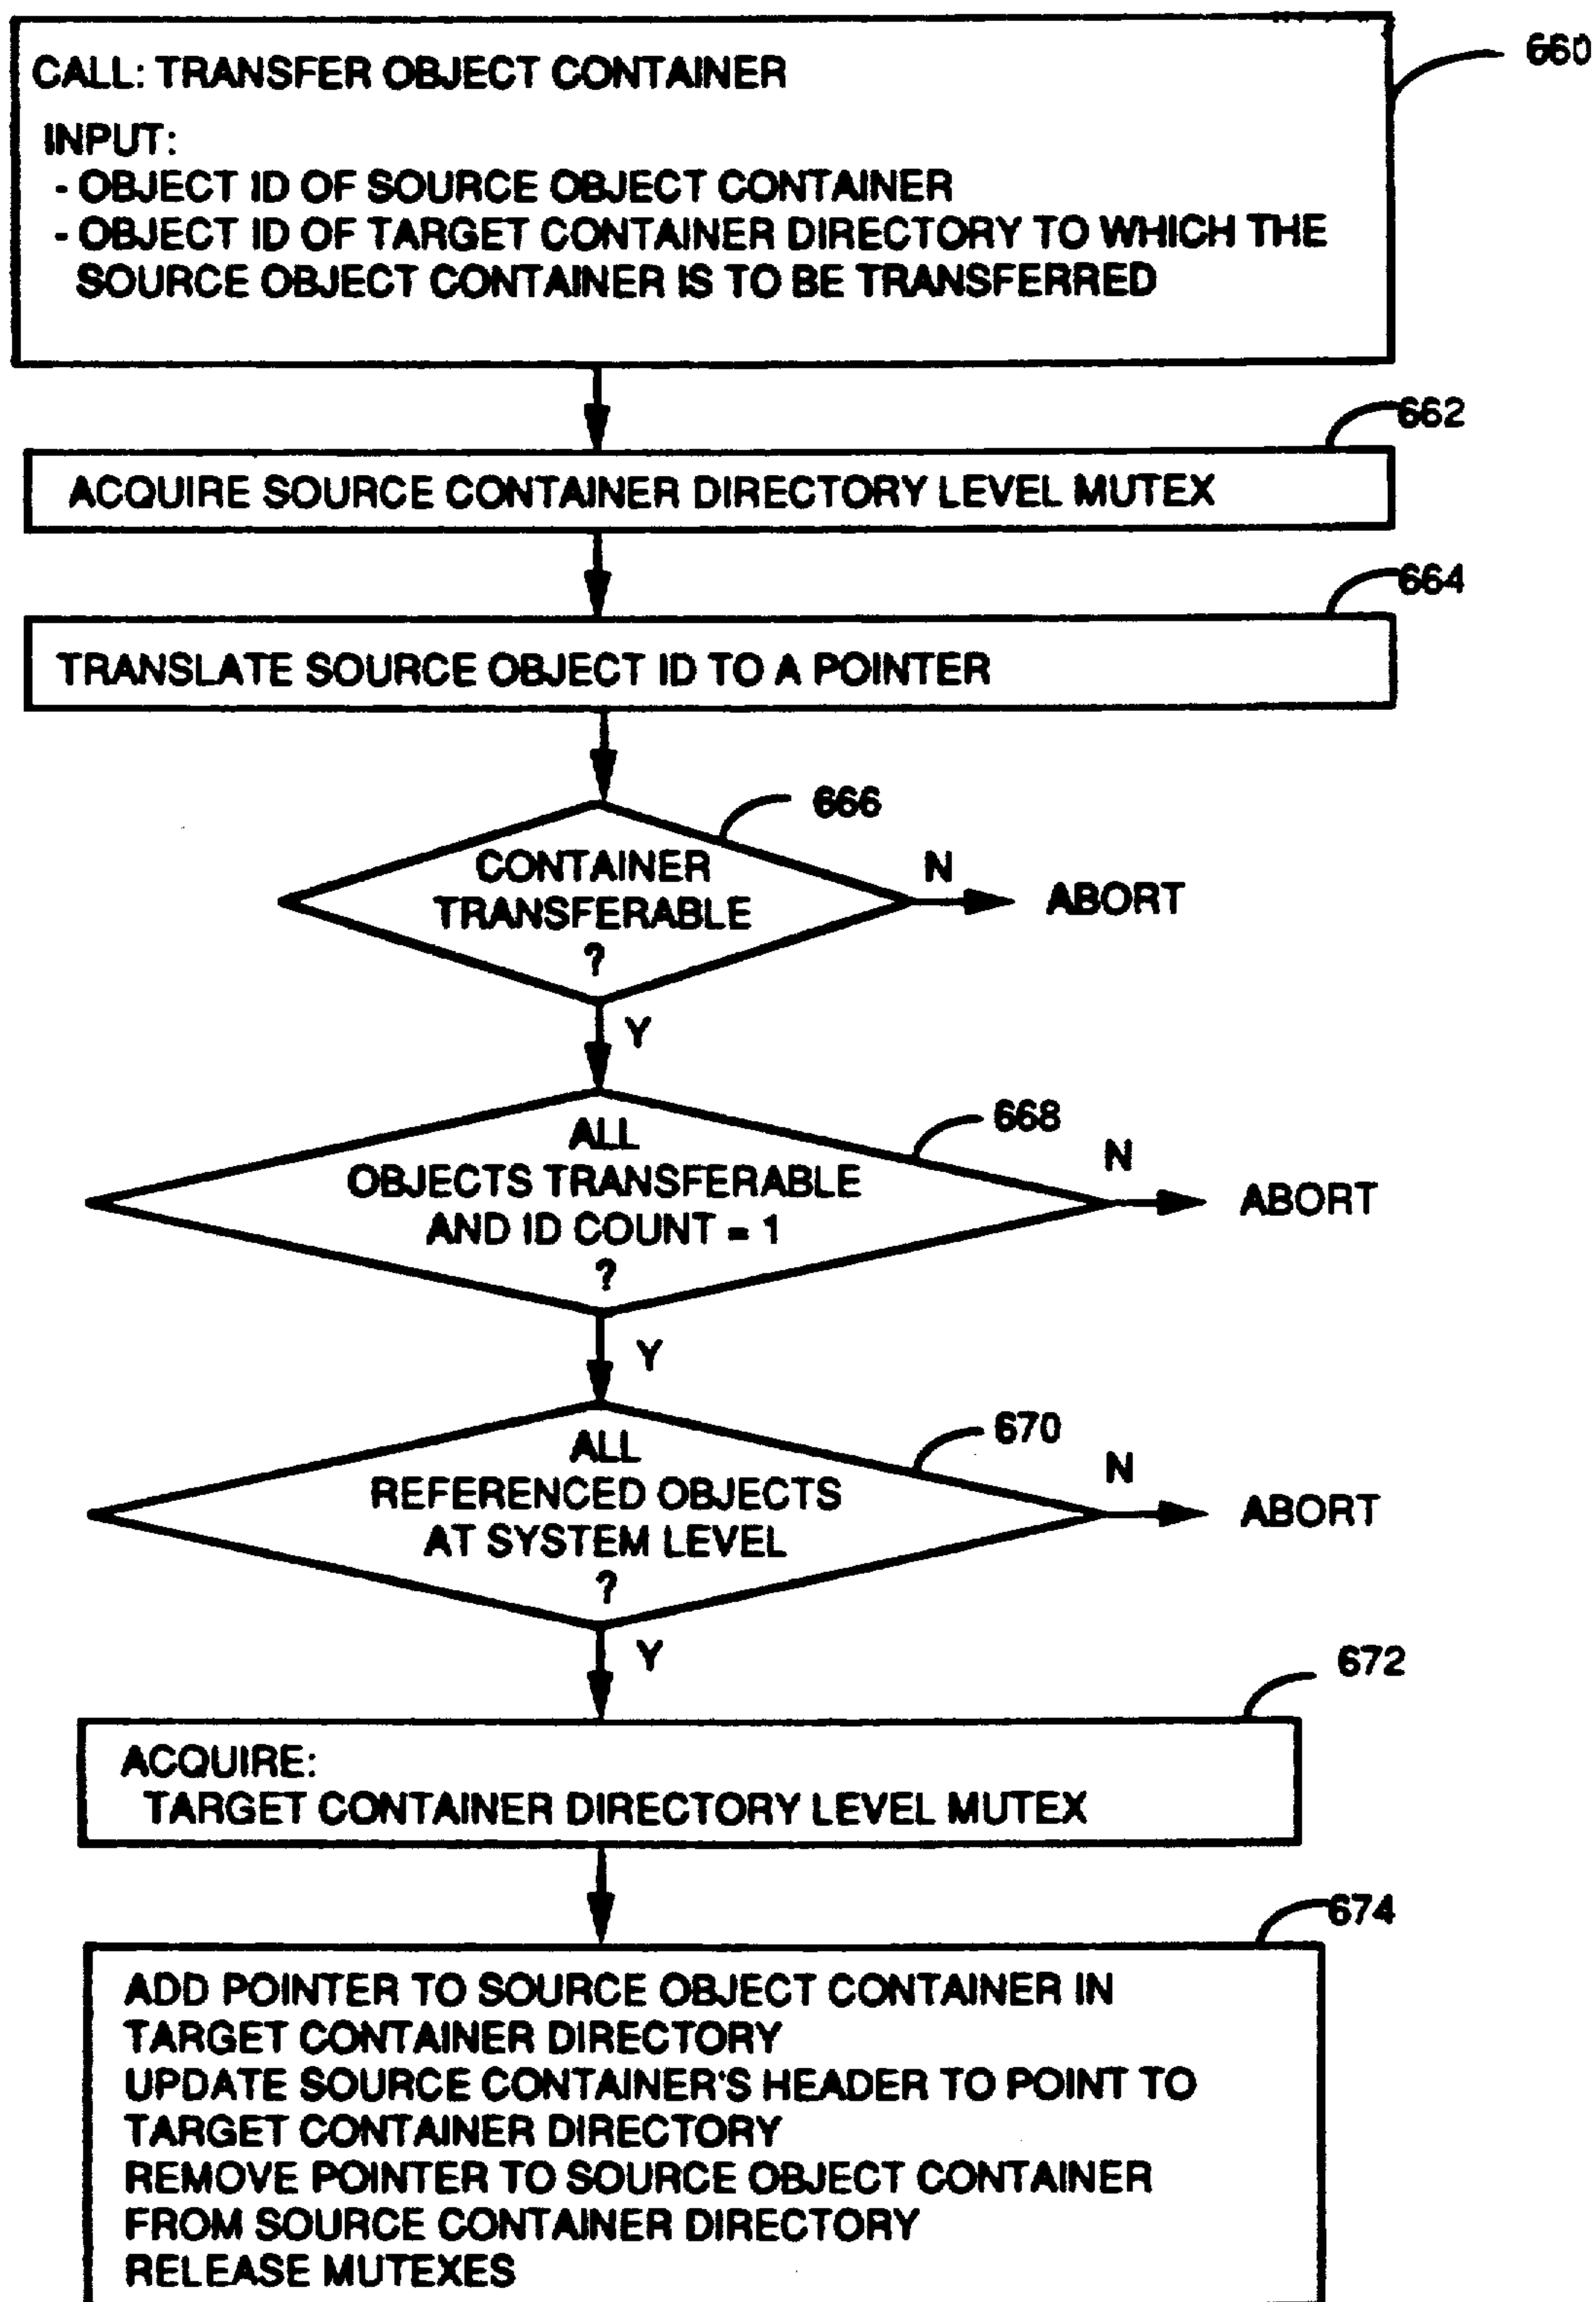 660
CALL: TRANSFER OBJECT CONTAINER
INPUT:
- OBJECT ID OF SOURCE OBJECT CONTAINER
- OBJECT ID OF TARGET CONTAINER DIRECTORY TO WHICH THE
SOURCE OBJECT CONTAINER IS TO BE TRANSFERRED
662
ACQUIRE SOURCE CONTAINER DIRECTORY LEVEL MUTEX
664
TRANSLATE SOURCE OBJECT ID TO A POINTER
666
CONTAINER
TRANSFERABLE
?
N
ABORT
Y
668
ALL
OBJECTS TRANSFERABLE
AND ID COUNT = 1
?
N
ABORT
Y
670
ALL
REFERENCED OBJECTS
AT SYSTEM LEVEL
?
N
ABORT
Y
672
ACQUIRE:
TARGET CONTAINER DIRECTORY LEVEL MUTEX
674
ADD POINTER TO SOURCE OBJECT CONTAINER IN
TARGET CONTAINER DIRECTORY
UPDATE SOURCE CONTAINER'S HEADER TO POINT TO
TARGET CONTAINER DIRECTORY
REMOVE POINTER TO SOURCE OBJECT CONTAINER
FROM SOURCE CONTAINER DIRECTORY
RELEASE MUTEXES